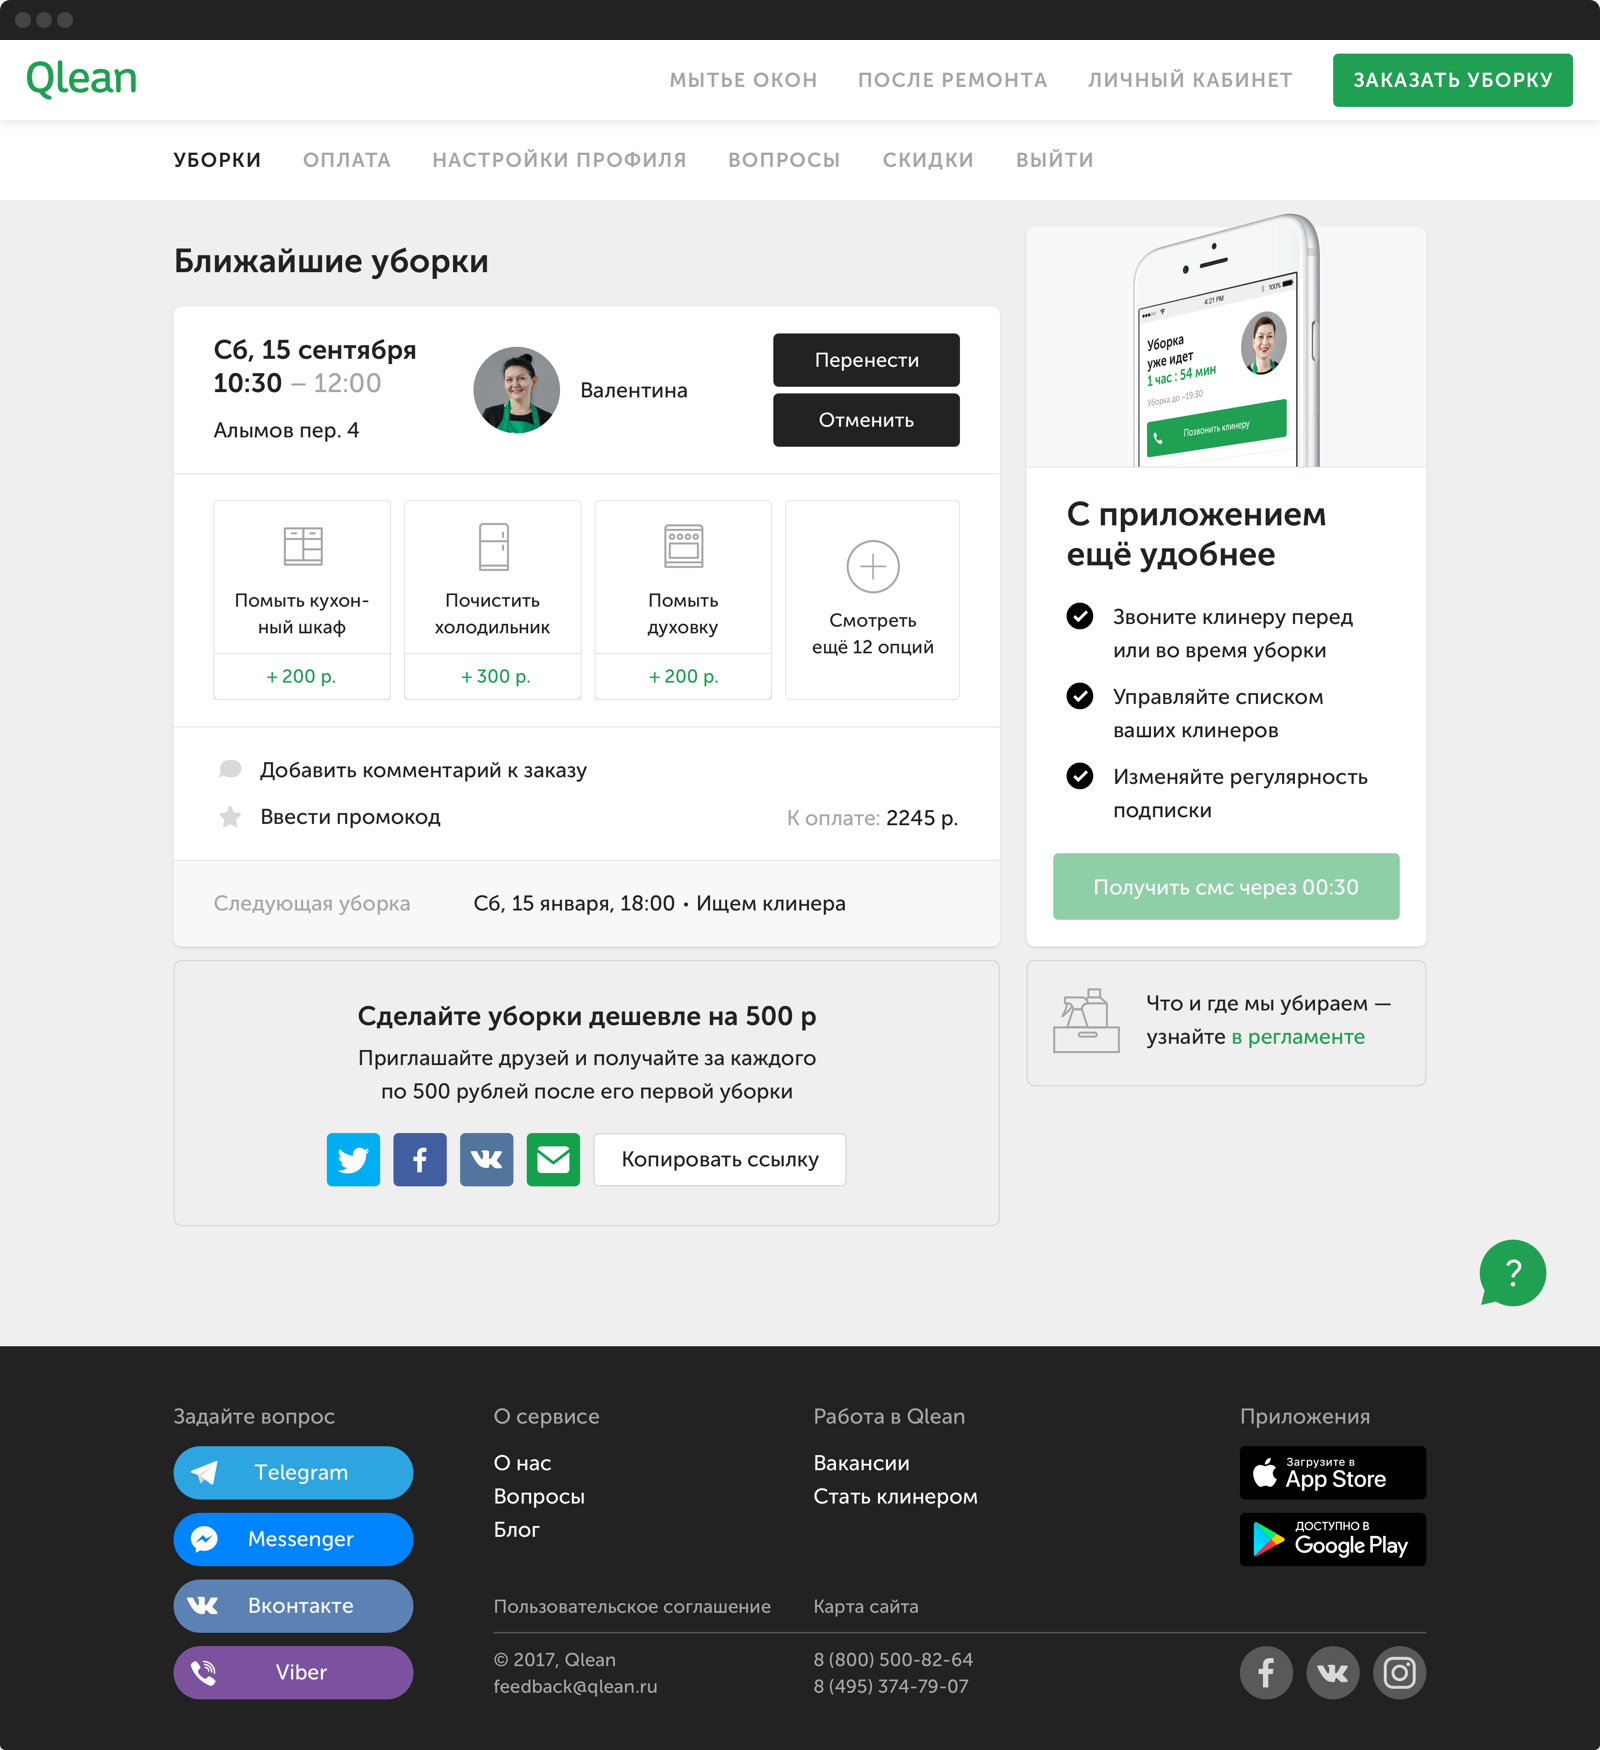 Qlean
МЫТЬЕ ОКОН
ПОСЛЕ РЕМОНТА
ЛИЧНЫЙ КАБИНЕТ
ЗАКАЗАТЬ УБОРКУ
УБОРКИ
ОПЛАТА
НАСТРОЙКИ ПРОФИЛЯ
ВОПРОСЫ
СКИДКИ
ВЫЙТИ
Ближайшие уборки
Сб, 15 сентября
10:30 – 12:00
Алымов пер. 4
Валентина
Перенести
Отменить
Помыть кухон-
ный шкаф
+ 200 р.
Почистить
холодильник
+ 300 р.
Помыть
духовку
+ 200 р.
Смотреть
ещё 12 опций
Добавить комментарий к заказу
Ввести промокод
К оплате: 2245 р.
Следующая уборка
Сб, 15 января, 18:00 • Ищем клинера
4:21 PM
100%
Уборка
уже идет
1 час : 54 мин
Уборка до ~19:30
Позвонить клинеру
С приложением
ещё удобнее
Звоните клинеру перед
или во время уборки
Управляйте списком
ваших клинеров
Изменяйте регулярность
подписки
Получить смс через 00:30
Сделайте уборки дешевле на 500 р
Приглашайте друзей и получайте за каждого
по 500 рублей после его первой уборки
Копировать ссылку
Что и где мы убираем —
узнайте в регламенте
?
Задайте вопрос
Telegram
Messenger
Вконтакте
Viber
О сервисе
О нас
Вопросы
Блог
Работа в Qlean
Вакансии
Стать клинером
Приложения
Загрузите в
App Store
ДОСТУПНО В
Google Play
Пользовательское соглашение
Карта сайта
© 2017, Qlean
feedback@qlean.ru
8 (800) 500-82-64
8 (495) 374-79-07